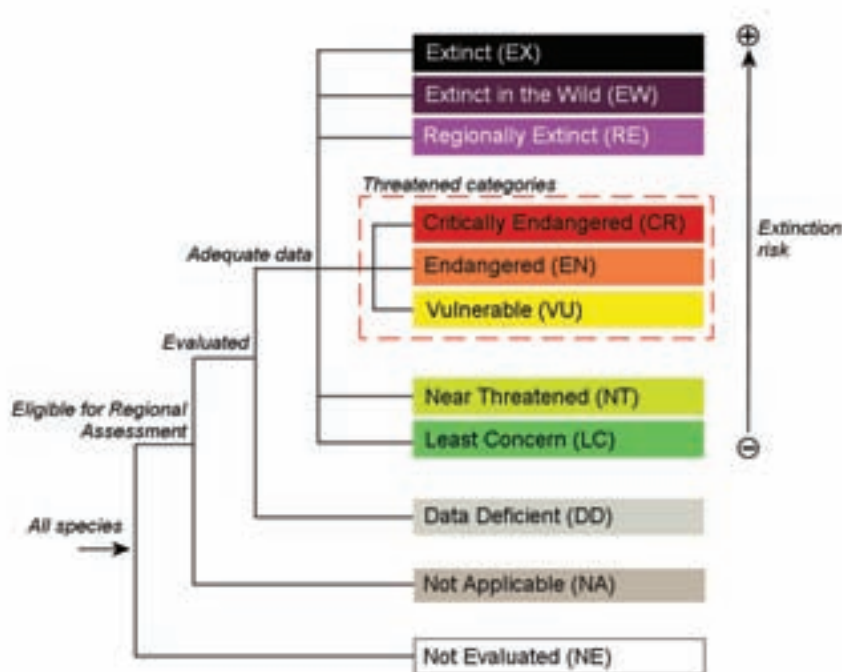 Extinct (EX)
Extinct in the Wild (EW)
Regionally Extinct (RE)
Threatened categories
Critically Endangered (CR)
Extinction
risk
Adequate data
Endangered (EN)
Vulnerable (VU)
Evaluated
Near Threatened (NT)
Eligible for Regional
Assessment
Least Concern (LC)
All species
Data Deficient (DD)
Not Applicable (NA)
Not Evaluated (NE)